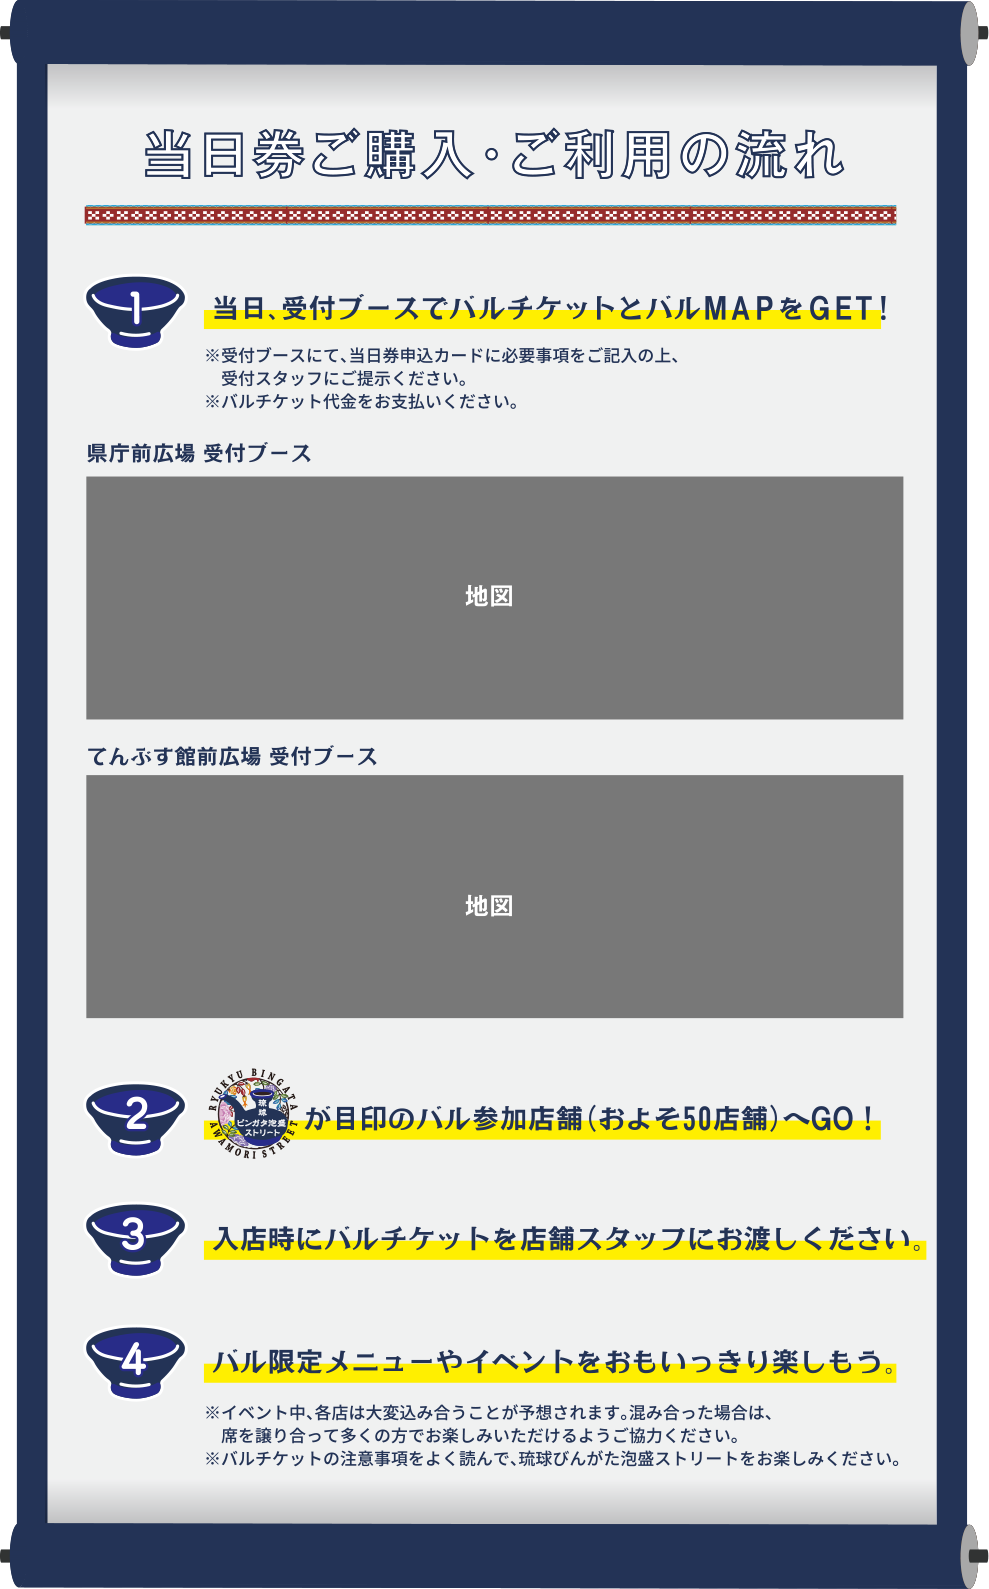 当日券ご購入・ご利用の流れ
1
当日、受付ブースでバルチケットとバルMAPをGET!
※受付ブースにて、当日券申込カードに必要事項をご記入の上、
受付スタッフにご提示ください。
※バルチケット代金をお支払いください。
県庁前広場 受付ブース
地図
てんぶす館前広場 受付ブース
地図
2
RYUKYU BINGATA
琉球
ビンガタ泡盛
ストリート
AWAMORI STREET
が目印のバル参加店舗(およそ50店舗)へGO!
3
入店時にバルチケットを店舗スタッフにお渡しください。
4
バル限定メニューやイベントをおもいっきり楽しもう。
※イベント中、各店は大変込み合うことが予想されます。混み合った場合は、
席を譲り合って多くの方でお楽しみいただけるようご協力ください。
※バルチケットの注意事項をよく読んで、琉球びんがた泡盛ストリートをお楽しみください。